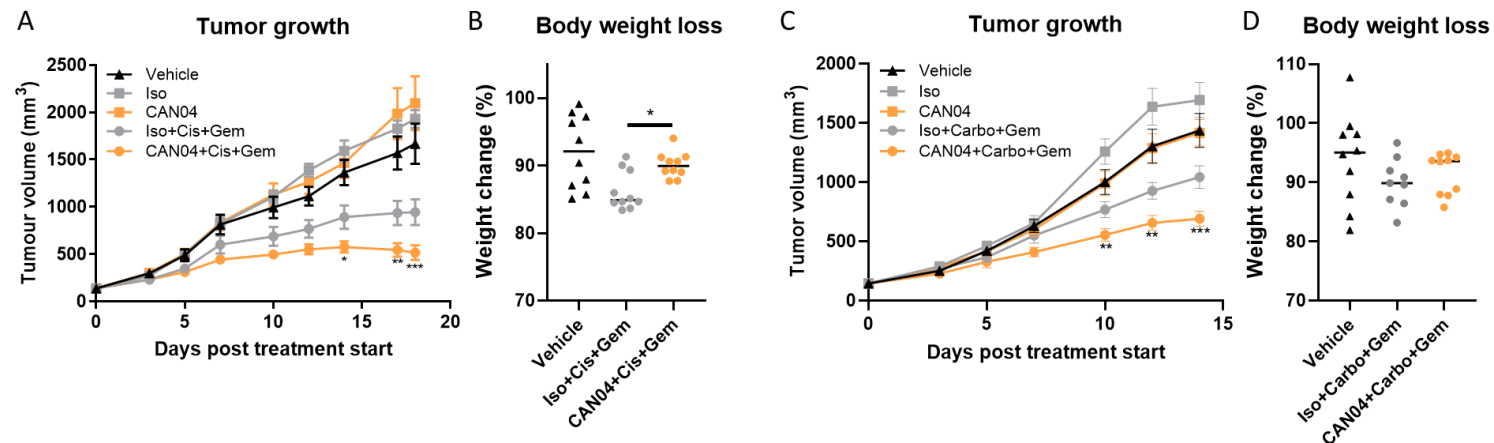 A
Tumor growth
Tumour volume (mm3)
2500
2000
1500
1000
500
0
Vehicle
Iso
CAN04
Iso+Cis+Gem
CAN04+Cis+Gem
*
**
***
0
5
10
15
20
Days post treatment start
B
Body weight loss
Weight change (%)
100
90
80
70
*
Vehicle
Iso+Cis+Gem
CAN04+Cis+Gem
C
Tumor growth
Tumor volume (mm3)
2000
1500
1000
500
0
Vehicle
Iso
CAN04
Iso+Carbo+Gem
CAN04+Carbo+Gem
**
**
***
0
5
10
15
Days post treatment start
D
Body weight loss
Weight change (%)
110
100
90
80
70
Vehicle
Iso+Carbo+Gem
CAN04+Carbo+Gem